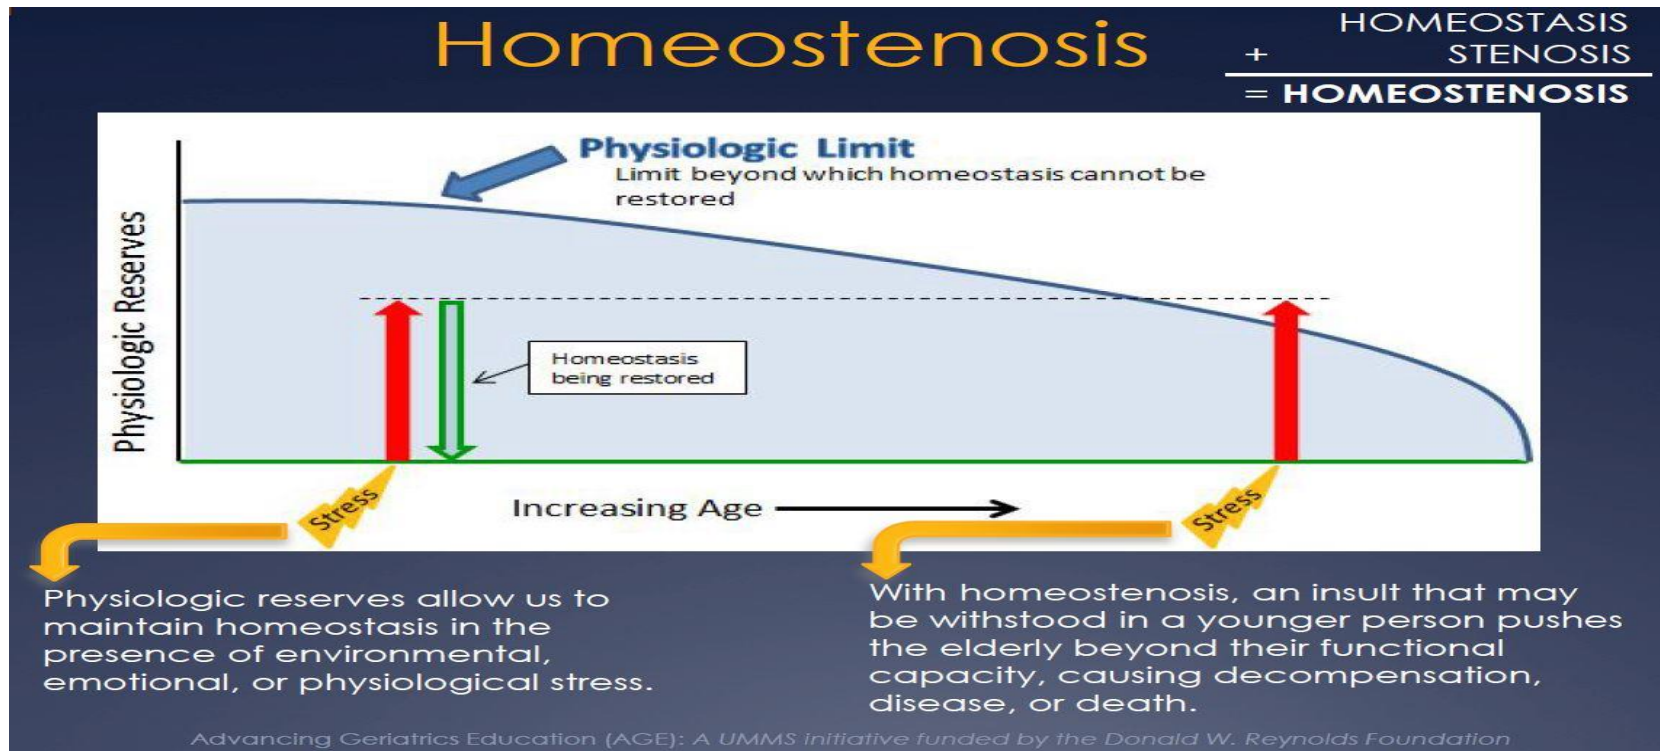 Homeostenosis
HOMEOSTASIS
+ STENOSIS
= HOMEOSTENOSIS
Physiologic Limit
Limit beyond which homeostasis cannot be
restored
Physiologic Reserves
Homeostasis
being restored
Stress
Stress
Increasing Age
Physiologic reserves allow us to
maintain homeostasis in the
presence of environmental,
emotional, or physiological stress.
With homeostenosis, an insult that may
be withstood in a younger person pushes
the elderly beyond their functional
capacity, causing decompensation,
disease, or death.
Advancing Geriatrics Education (AGE): A UMMS initiative funded by the Donald W. Reynolds Foundation